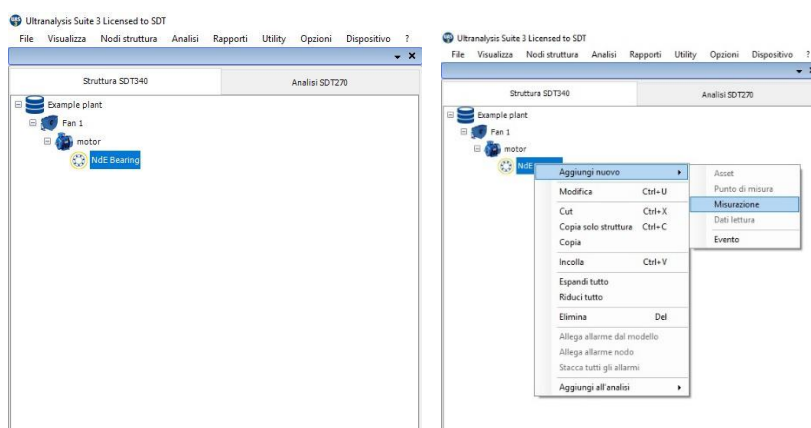 Ultranalysis Suite 3 Licensed to SDT
File Visualizza Nodi struttura Analisi Rapporti Utility Opzioni Dispositivo ?
Struttura SDT340 Analisi SDT270
Example plant
Fan 1
motor
NdE Bearing
Ultranalysis Suite 3 Licensed to SDT
File Visualizza Nodi struttura Analisi Rapporti Utility Opzioni Dispositivo ?
Struttura SDT340 Analisi SDT270
Example plant
Fan 1
motor
NdE
Aggiungi nuovo
Modifica Ctrl+U
Cut Ctrl+X
Copia solo struttura Ctrl+C
Copia
Incolla Ctrl+V
Espandi tutto
Riduci tutto
Elimina Del
Allega allarme dal modello
Allega allarme nodo
Stacca tutti gli allarmi
Aggiungi all'analisi
Asset
Punto di misura
Misurazione
Dati lettura
Evento